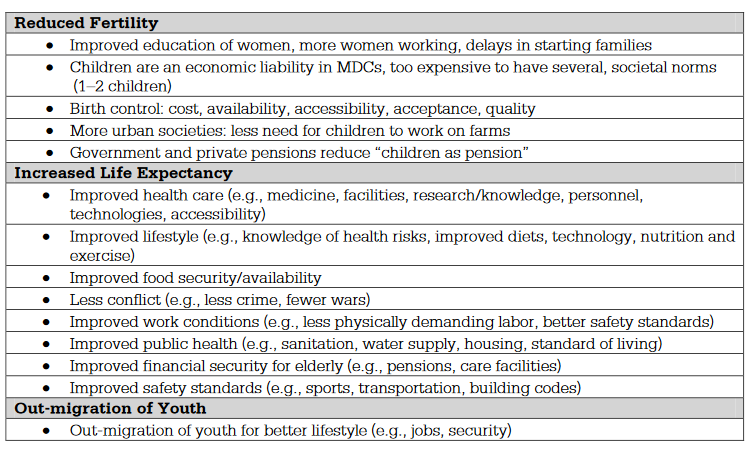 Reduced Fertility
• Improved education of women, more women working, delays in starting families
• Children are an economic liability in MDCs, too expensive to have several, societal norms
(1–2 children)
• Birth control: cost, availability, accessibility, acceptance, quality
• More urban societies: less need for children to work on farms
• Government and private pensions reduce “children as pension”
Increased Life Expectancy
• Improved health care (e.g., medicine, facilities, research/knowledge, personnel,
technologies, accessibility)
• Improved lifestyle (e.g., knowledge of health risks, improved diets, technology, nutrition and
exercise)
• Improved food security/availability
• Less conflict (e.g., less crime, fewer wars)
• Improved work conditions (e.g., less physically demanding labor, better safety standards)
• Improved public health (e.g., sanitation, water supply, housing, standard of living)
• Improved financial security for elderly (e.g., pensions, care facilities)
• Improved safety standards (e.g., sports, transportation, building codes)
Out-migration of Youth
• Out-migration of youth for better lifestyle (e.g., jobs, security)